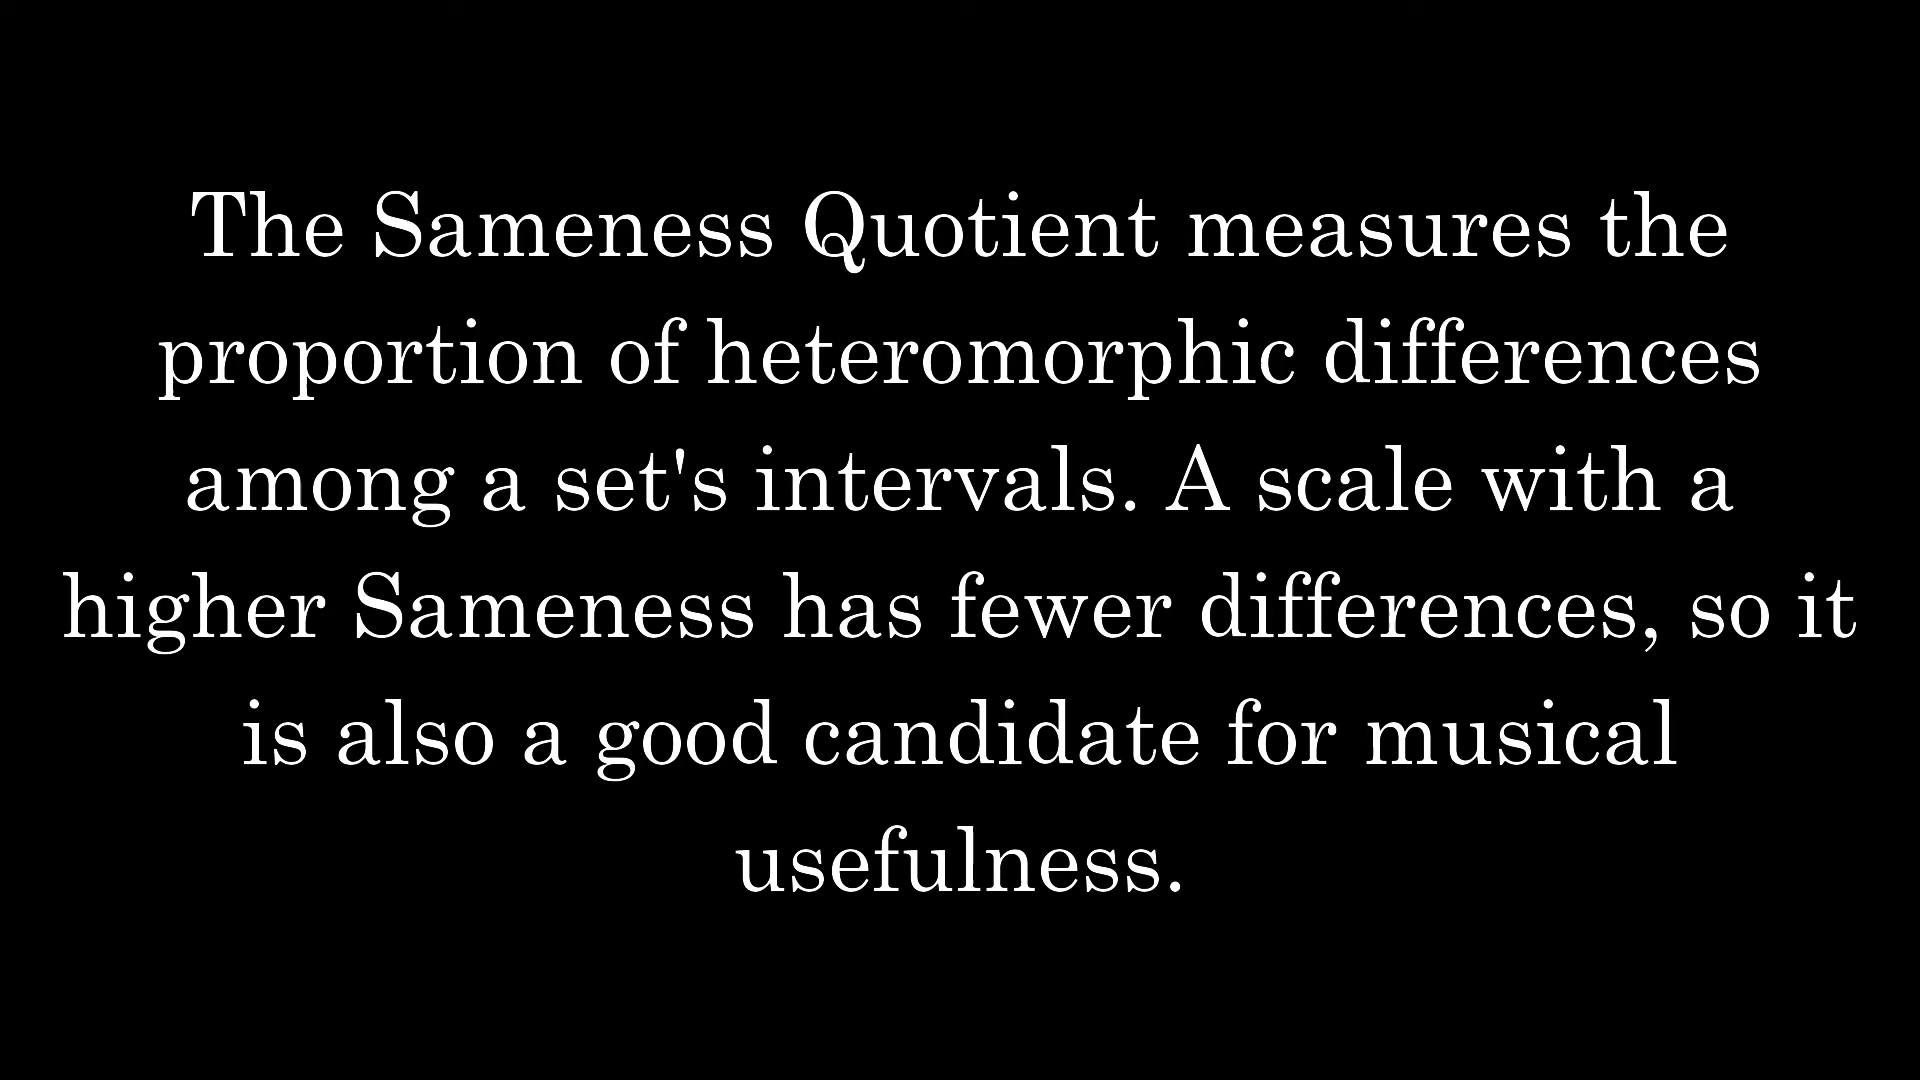 The Sameness Quotient measures the
proportion of heteromorphic differences
among a set's intervals. A scale with a
higher Sameness has fewer differences, so it
is also a good candidate for musical
usefulness.